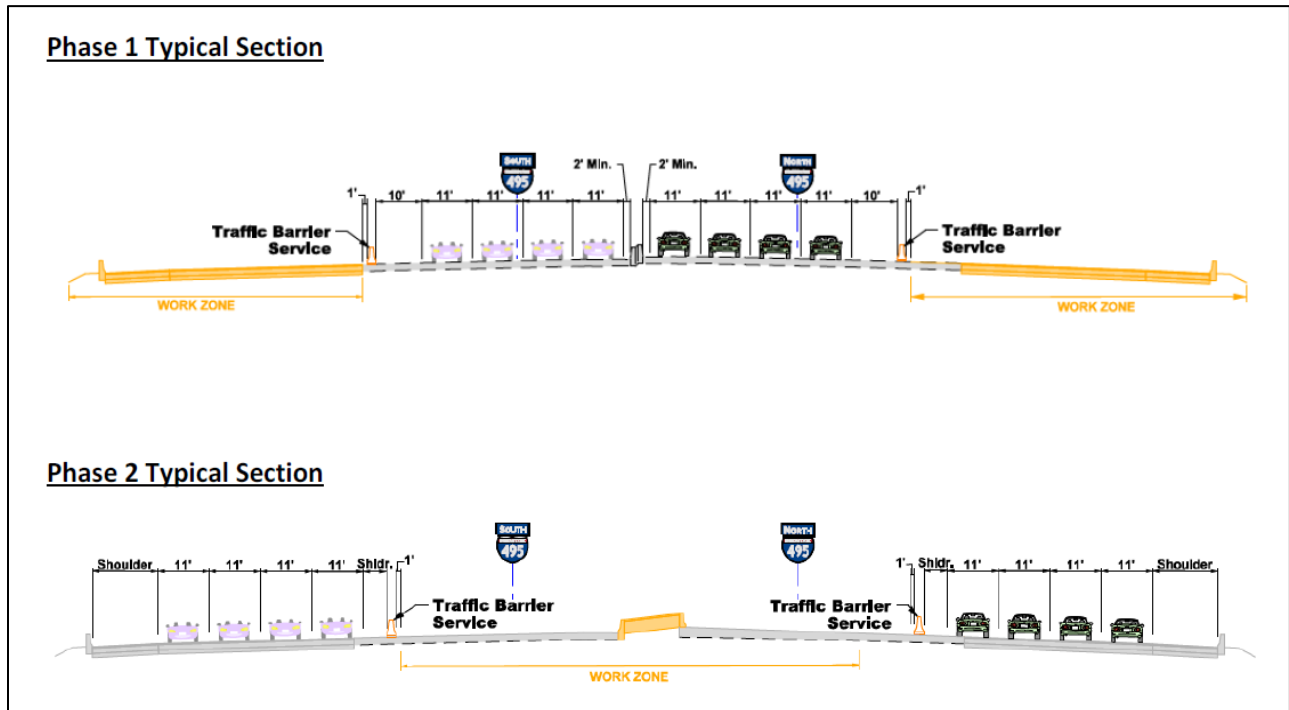 Phase 1 Typical Section
SOUTH
495
2' Min.
2' Min.
NORTH
495
1'
10'
11'
11'
11'
11'
11'
11'
11'
11'
10'
1'
Traffic Barrier
Service
Traffic Barrier
Service
WORK ZONE
WORK ZONE
Phase 2 Typical Section
SOUTH
495
NORTH
495
Shoulder
11'
11'
11'
11'
Shldr.
1'
1'
Shldr.
11'
11'
11'
11'
Shoulder
Traffic Barrier
Service
Traffic Barrier
Service
WORK ZONE